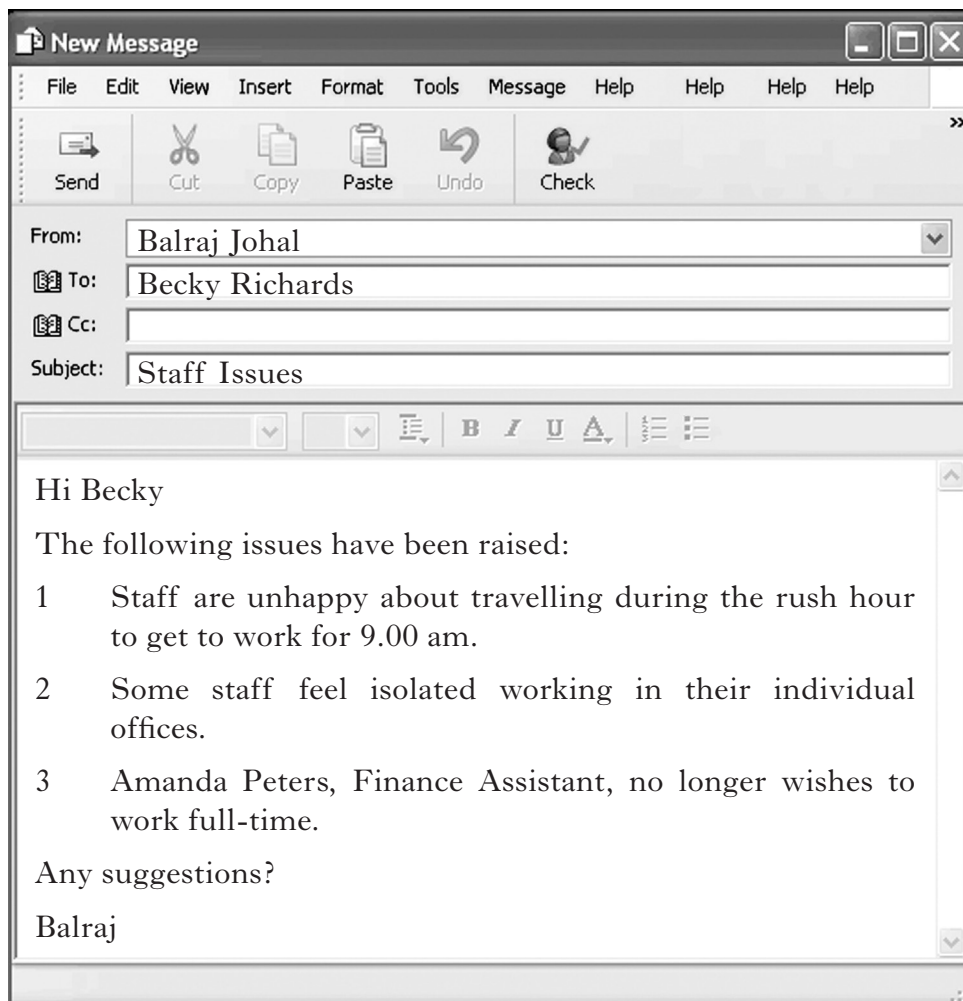 New Message
File Edit View Insert Format Tools Message Help Help Help Help
»
Send Cut Copy Paste Undo Check
From: Balraj Johal
To: Becky Richards
Cc:
Subject: Staff Issues
B I U A
Hi Becky
The following issues have been raised:
1 Staff are unhappy about travelling during the rush hour
to get to work for 9.00 am.
2 Some staff feel isolated working in their individual
offices.
3 Amanda Peters, Finance Assistant, no longer wishes to
work full-time.
Any suggestions?
Balraj